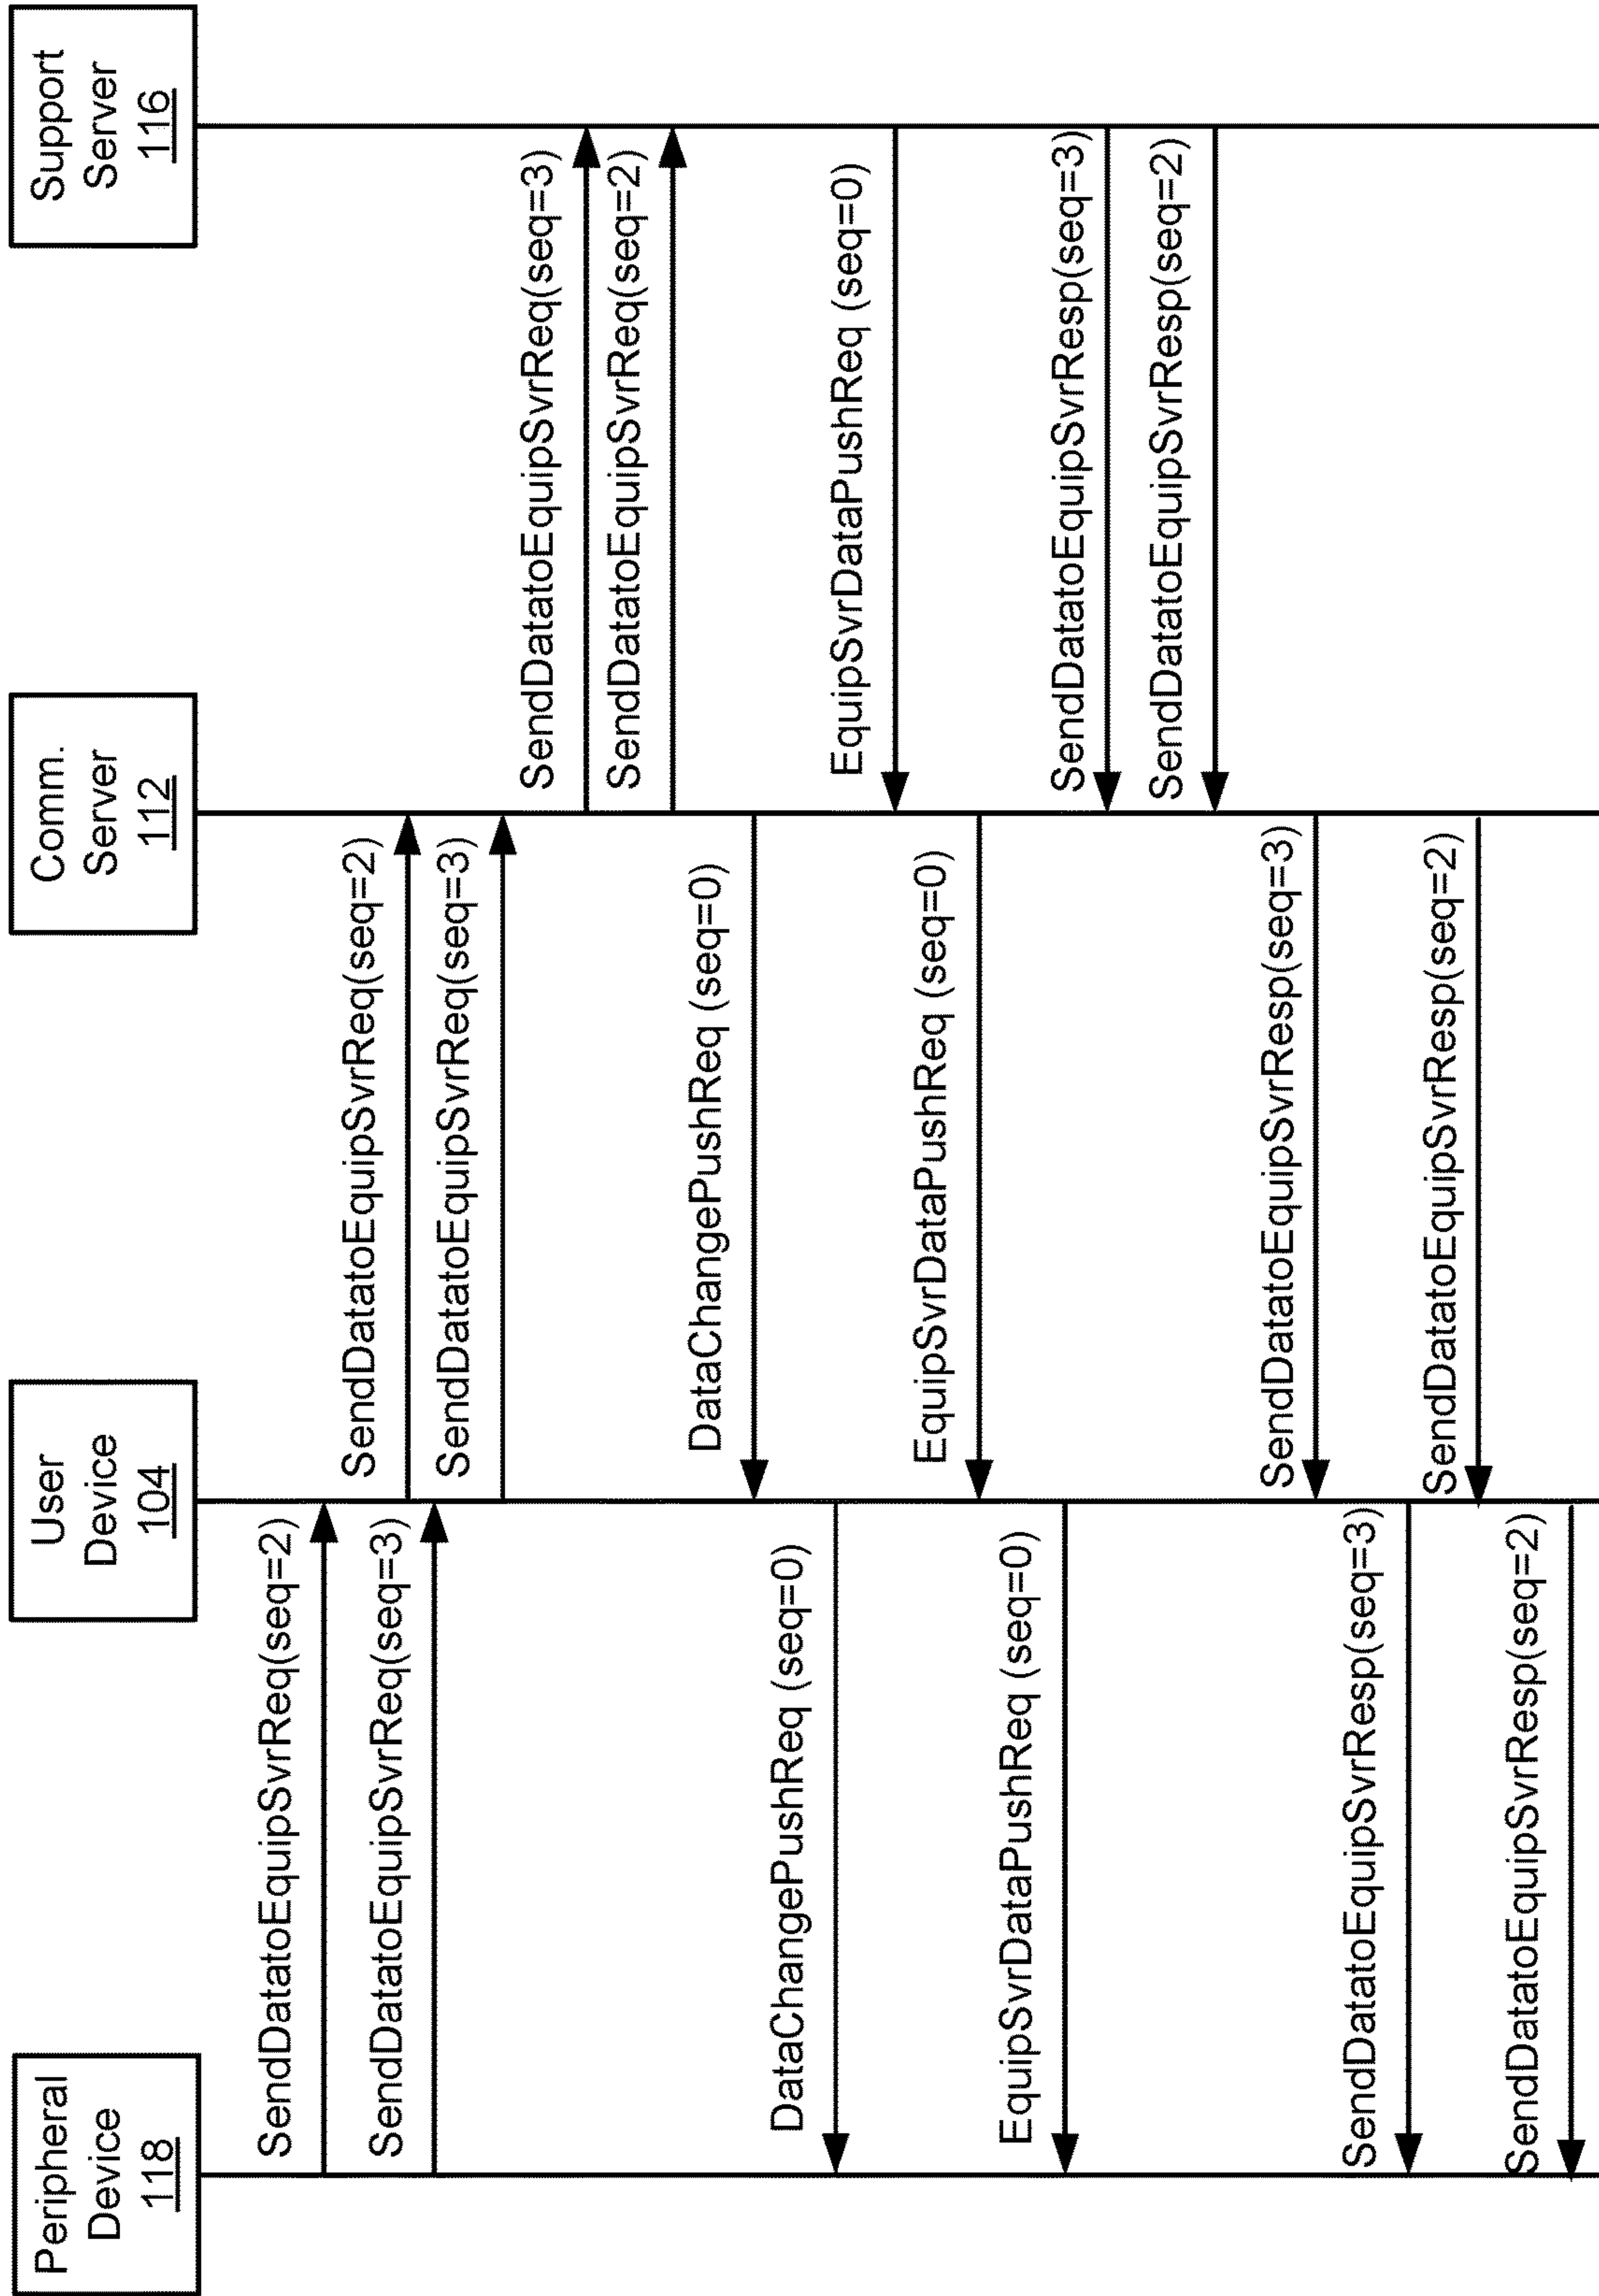 Peripheral
Device
118
User
Device
104
Comm.
Server
112
Support
Server
116
SendDatatoEquipSvrReq(seq=2)
SendDatatoEquipSvrReq(seq=2)
SendDatatoEquipSvrReq(seq=3)
SendDatatoEquipSvrReq(seq=3)
SendDatatoEquipSvrReq(seq=3)
SendDatatoEquipSvrReq(seq=2)
DataChangePushReq (seq=0)
DataChangePushReq (seq=0)
EquipSvrDataPushReq (seq=0)
EquipSvrDataPushReq (seq=0)
EquipSvrDataPushReq (seq=0)
SendDatatoEquipSvrResp(seq=3)
SendDatatoEquipSvrResp(seq=2)
SendDatatoEquipSvrResp(seq=3)
SendDatatoEquipSvrResp(seq=3)
SendDatatoEquipSvrResp(seq=2)
SendDatatoEquipSvrResp(seq=2)